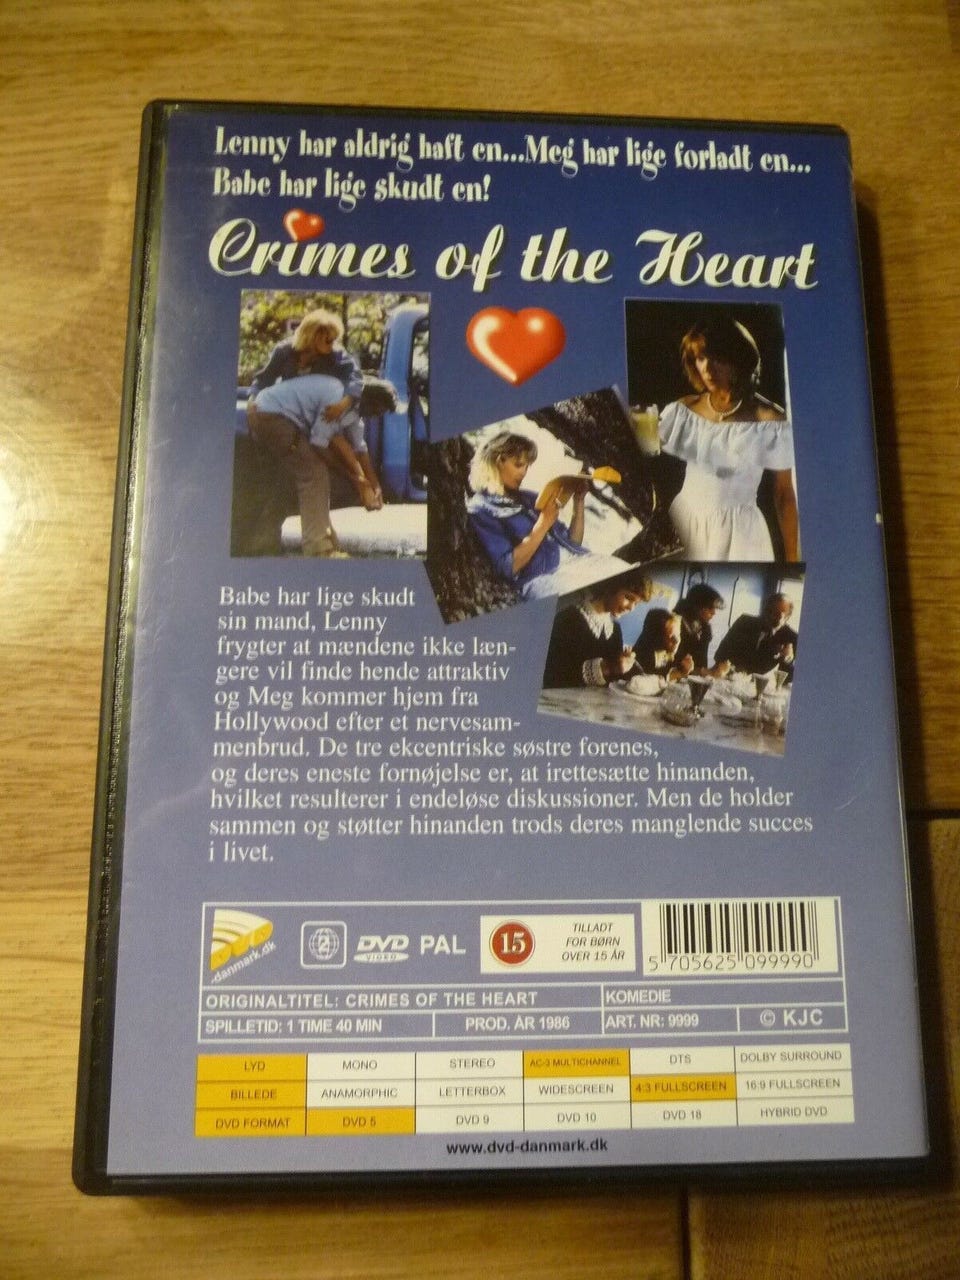 Lenny har aldrig haft en...Meg har lige forladt en...
Babe har lige skudt en!
Crimes of the Heart
Babe har lige skudt
sin mand, Lenny
frygter at mændene ikke læn-
gere vil finde hende attraktiv
og Meg kommer hjem fra
Hollywood efter et nervesam-
menbrud. De tre ekcentriske søstre forenes,
og deres eneste fornøjelse er, at irettesætte hinanden,
hvilket resulterer i endeløse diskussioner. Men de holder
sammen og støtter hinanden trods deres manglende succes
i livet.
DVD
-danmark.dk
2
DVD VIDEO
PAL
15
TILLADT
FOR BØRN
OVER 15 ÅR
5 705625 099990
ORIGINALTITEL: CRIMES OF THE HEART
KOMEDIE
SPILLETID: 1 TIME 40 MIN
PROD. ÅR 1986
ART. NR: 9999
© KJC
LYD MONO STEREO AC-3 MULTICHANNEL DTS DOLBY SURROUND
BILLEDE ANAMORPHIC LETTERBOX WIDESCREEN 4:3 FULLSCREEN 16:9 FULLSCREEN
DVD FORMAT DVD 5 DVD 9 DVD 10 DVD 18 HYBRID DVD
www.dvd-danmark.dk